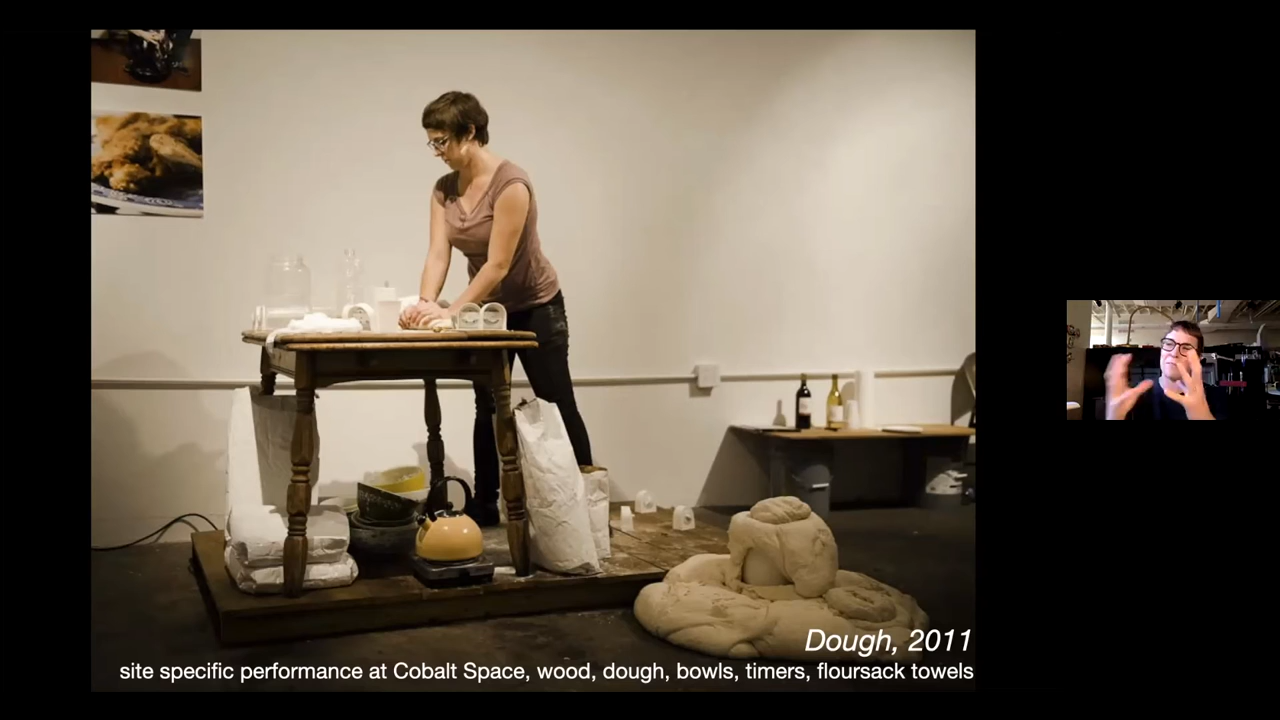 Dough, 2011
site specific performance at Cobalt Space, wood, dough, bowls, timers, floursack towels